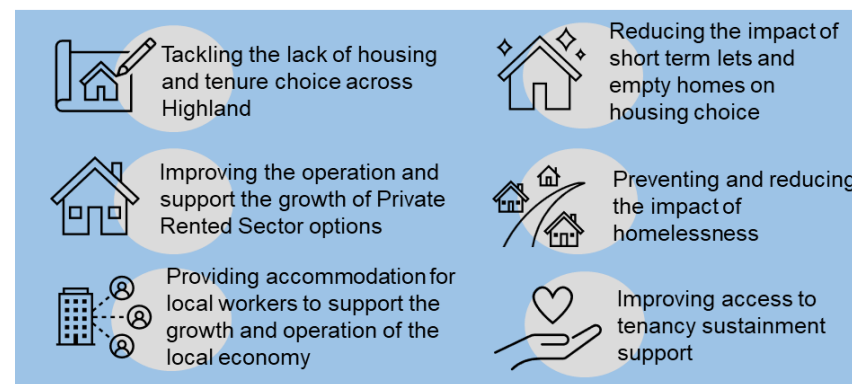 Tackling the lack of housing
and tenure choice across
Highland
Reducing the impact of
short term lets and
empty homes on
housing choice
Improving the operation and
support the growth of Private
Rented Sector options
Preventing and reducing
the impact of
homelessness
Providing accommodation for
local workers to support the
growth and operation of the
local economy
Improving access to
tenancy sustainment
support